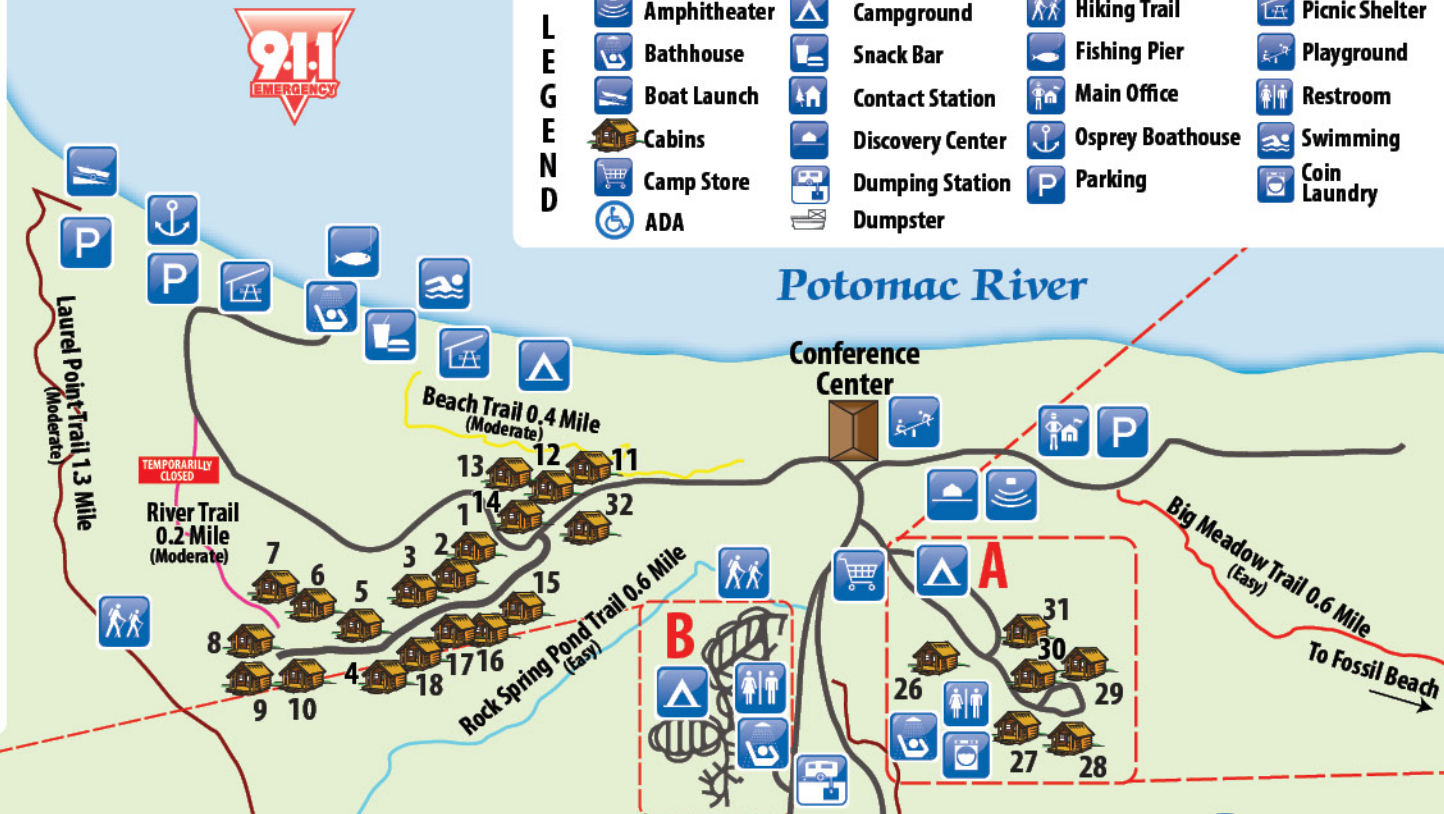 9·1·1
EMERGENCY
LEGEND
Amphitheater
Bathhouse
Boat Launch
Cabins
Camp Store
ADA
Campground
Snack Bar
Contact Station
Discovery Center
Dumping Station
Dumpster
Hiking Trail
Fishing Pier
Main Office
Osprey Boathouse
P
Parking
Picnic Shelter
Playground
Restroom
Swimming
Coin
Laundry
Potomac River
P
P
Laurel Point Trail 1.3 Mile
(Moderate)
Beach Trail 0.4 Mile
(Moderate)
Conference
Center
P
TEMPORARILLY
CLOSED
River Trail
0.2 Mile
(Moderate)
13
12
11
14
1
32
2
3
7
6
5
15
8
4
17
16
18
9
10
Rock Spring Pond Trail 0.6 Mile
(Easy)
B
A
31
30
26
29
27
28
Big Meadow Trail 0.6 Mile
(Easy)
To Fossil Beach